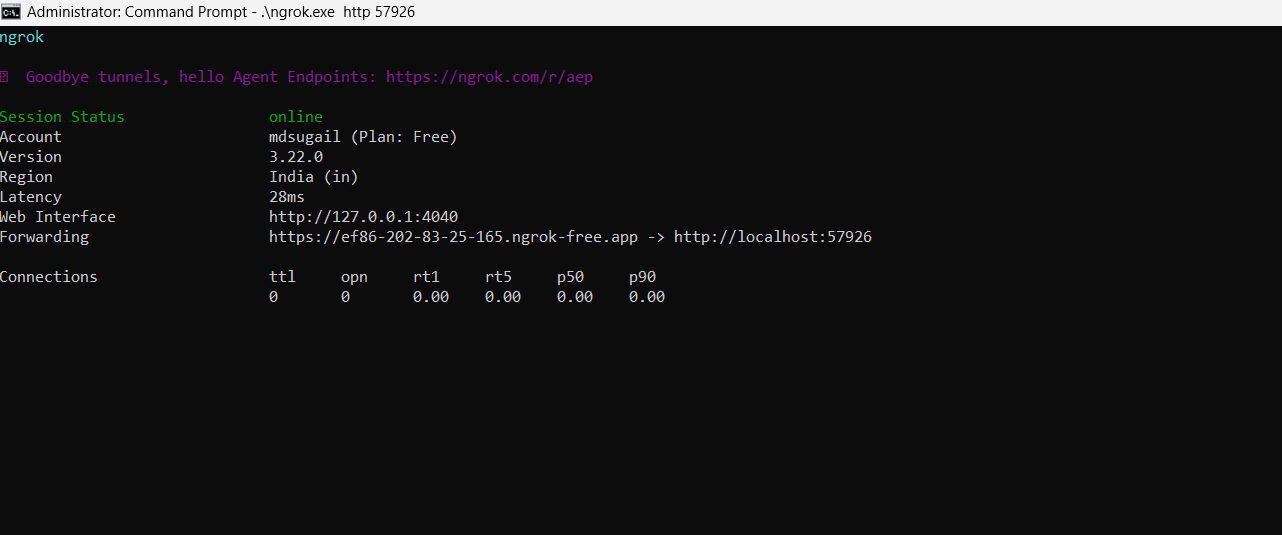 Administrator: Command Prompt - .\ngrok.exe  http 57926
ngrok
Goodbye tunnels, hello Agent Endpoints: https://ngrok.com/r/aep
Session Status online
Account mdsugail (Plan: Free)
Version 3.22.0
Region India (in)
Latency 28ms
Web Interface http://127.0.0.1:4040
Forwarding https://ef86-202-83-25-165.ngrok-free.app -> http://localhost:57926
Connections ttl opn rt1 rt5 p50 p90
0 0 0.00 0.00 0.00 0.00